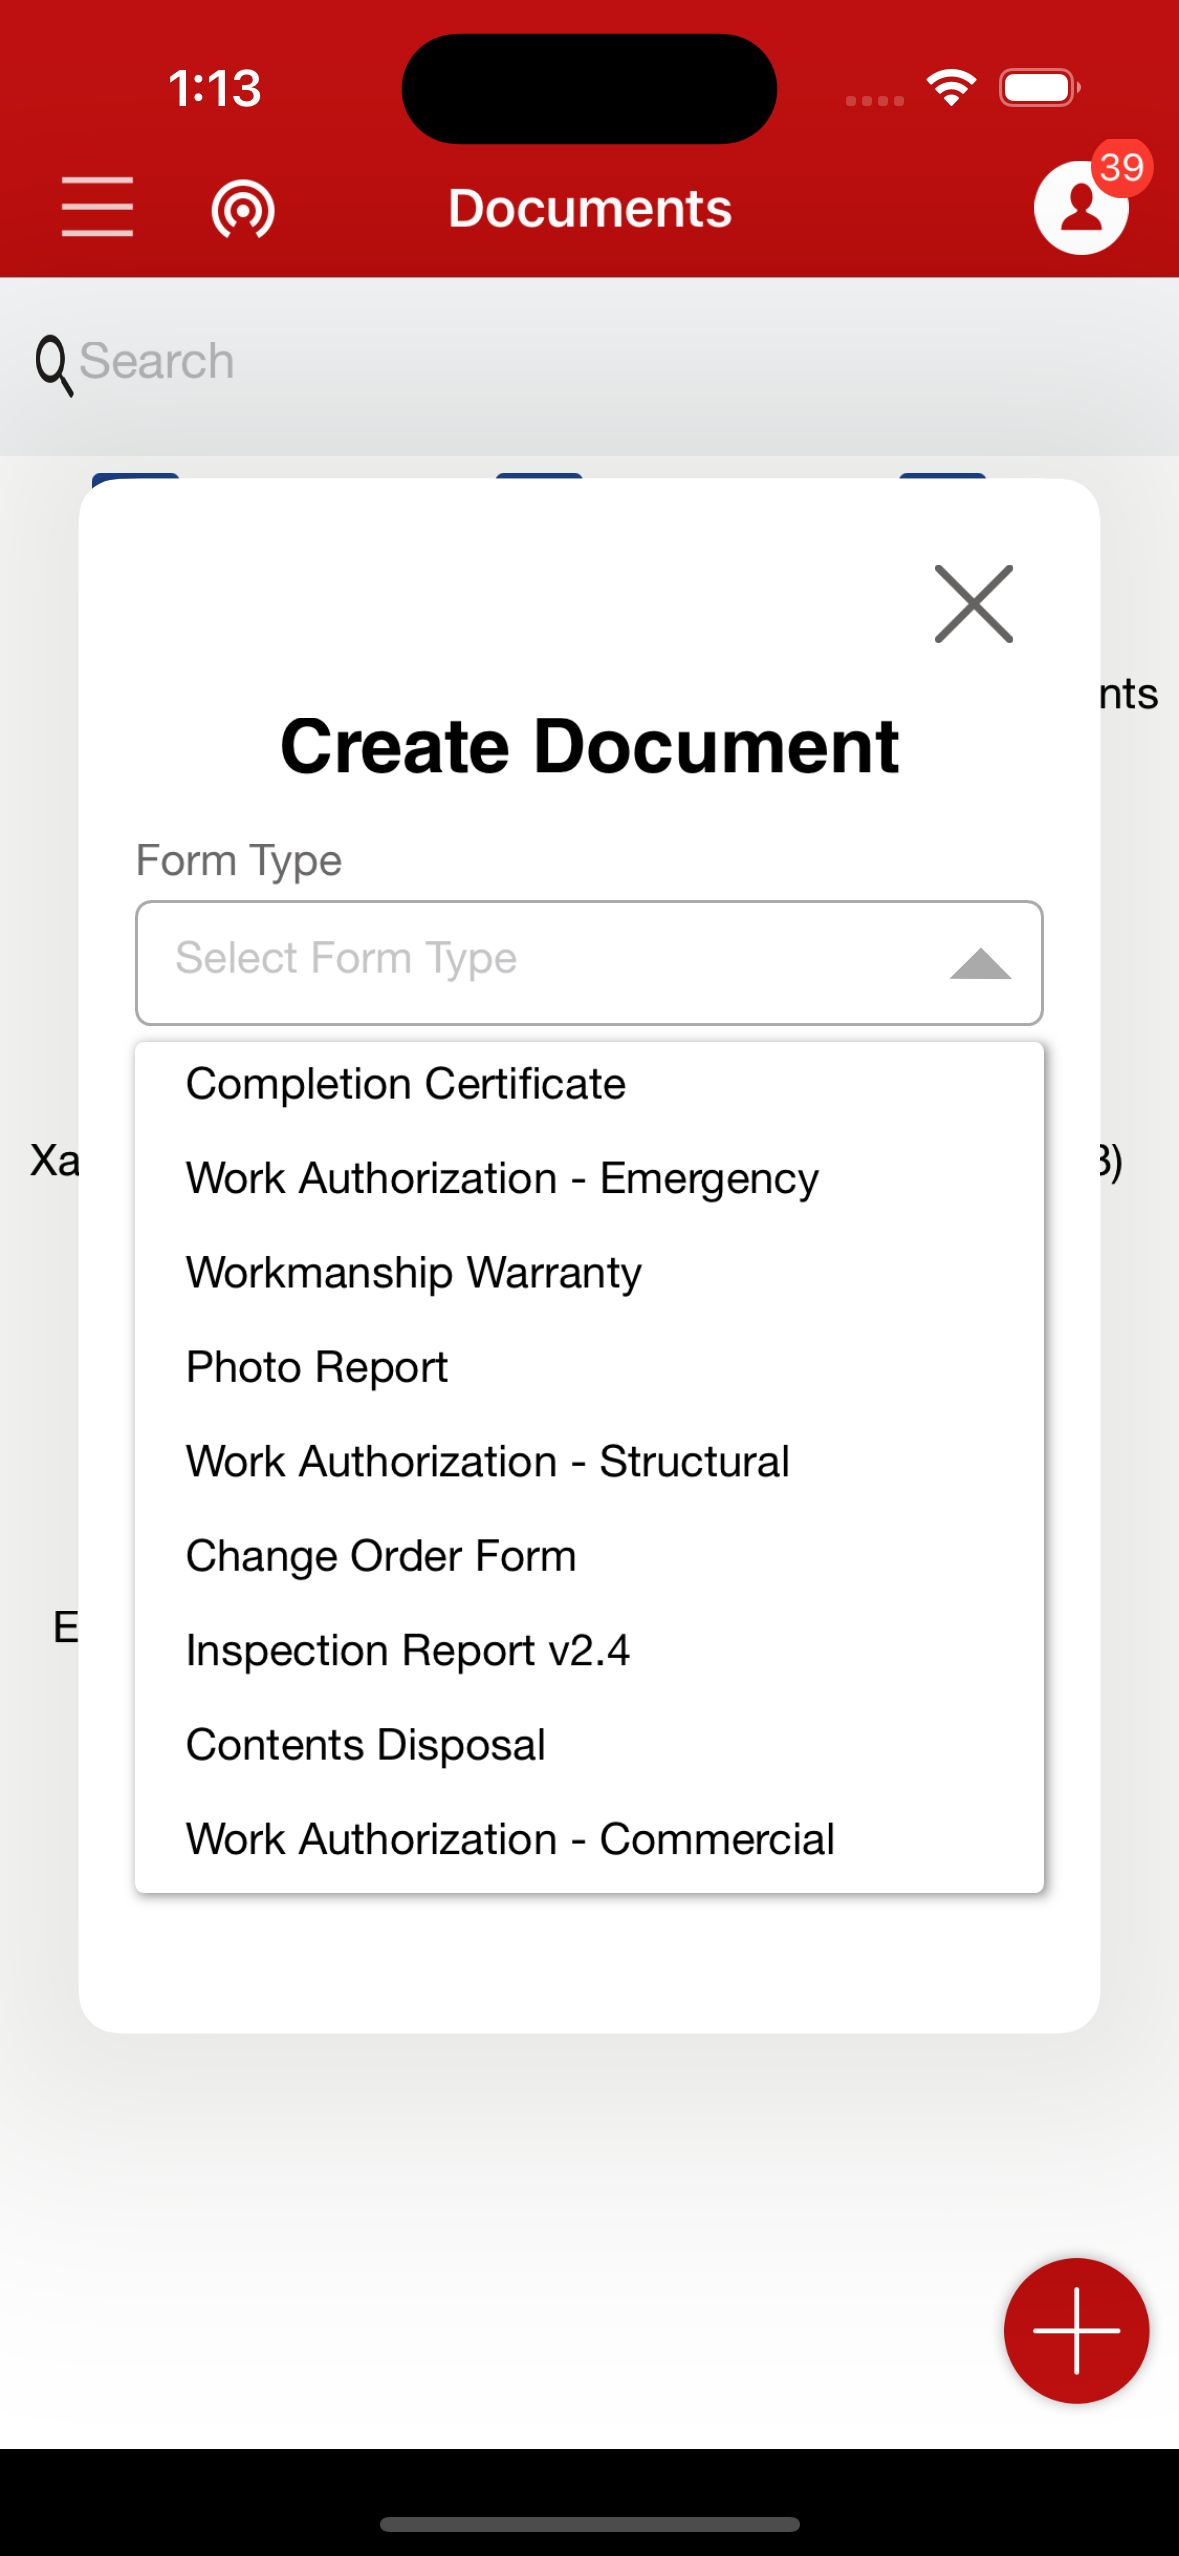 1:13
Documents
39
Search
nts
Create Document
Form Type
Select Form Type
Completion Certificate
Xa
3)
Work Authorization - Emergency
Workmanship Warranty
Photo Report
Work Authorization - Structural
Change Order Form
E
Inspection Report v2.4
Contents Disposal
Work Authorization - Commercial